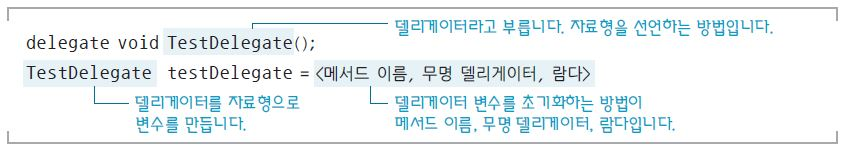 델리게이터라고 부릅니다. 자료형을 선언하는 방법입니다.
delegate void TestDelegate();
TestDelegate testDelegate = <메서드 이름, 무명 델리게이터, 람다>
델리게이터를 자료형으로
변수를 만듭니다.
델리게이터 변수를 초기화하는 방법이
메서드 이름, 무명 델리게이터, 람다입니다.